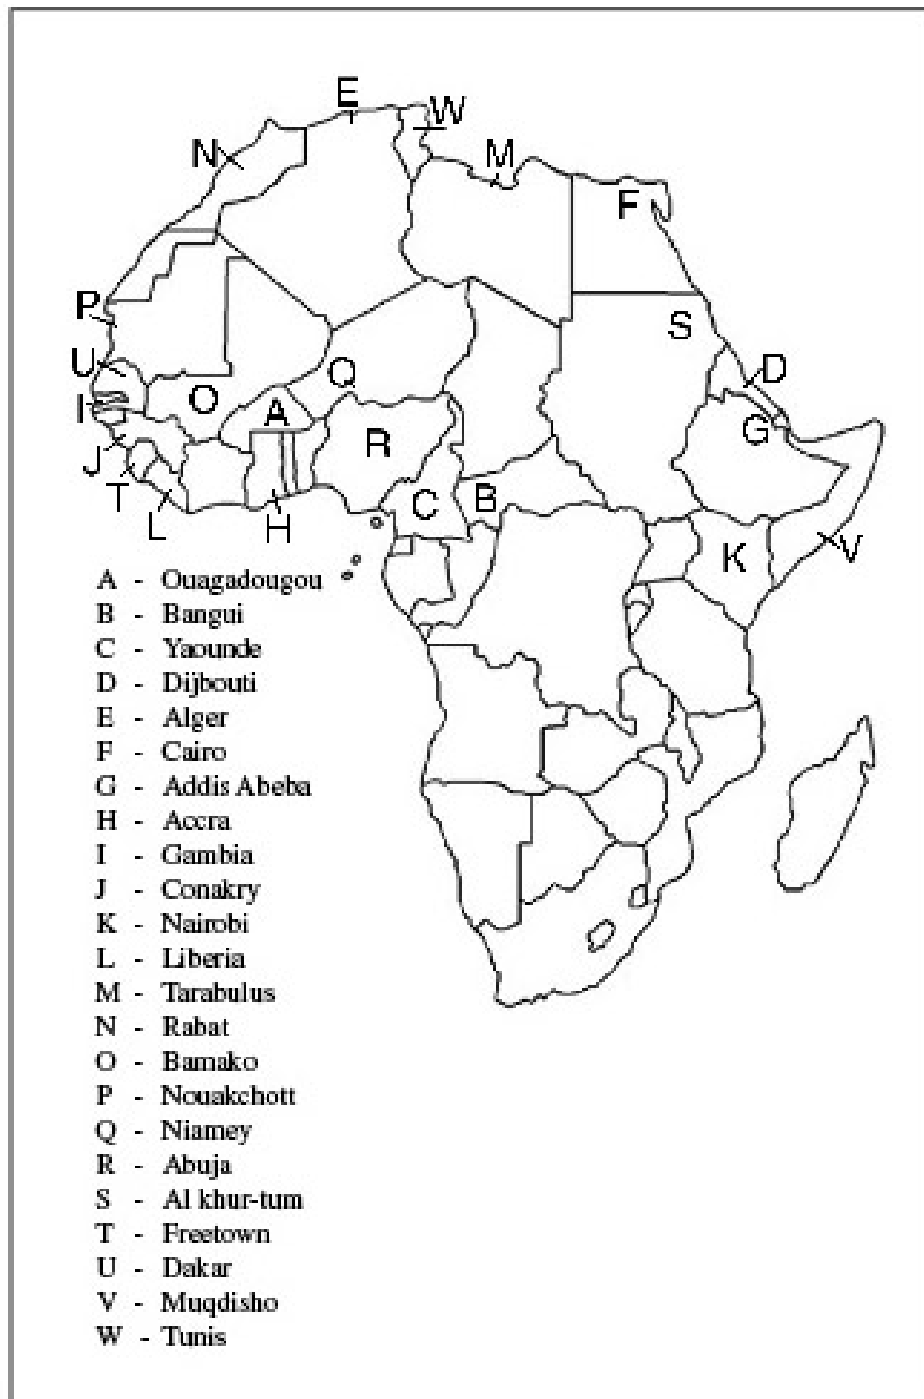 E
W
N
M
F
P
S
U
Q
D
O
I
A
G
R
J
T
C
B
L
H
K
V
A - Ouagadougou
B - Bangui
C - Yaounde
D - Dijbouti
E - Alger
F - Cairo
G - Addis Abeba
H - Accra
I - Gambia
J - Conakry
K - Nairobi
L - Liberia
M - Tarabulus
N - Rabat
O - Bamako
P - Nouakchott
Q - Niamey
R - Abuja
S - Al khur-tum
T - Freetown
U - Dakar
V - Muqdisho
W - Tunis